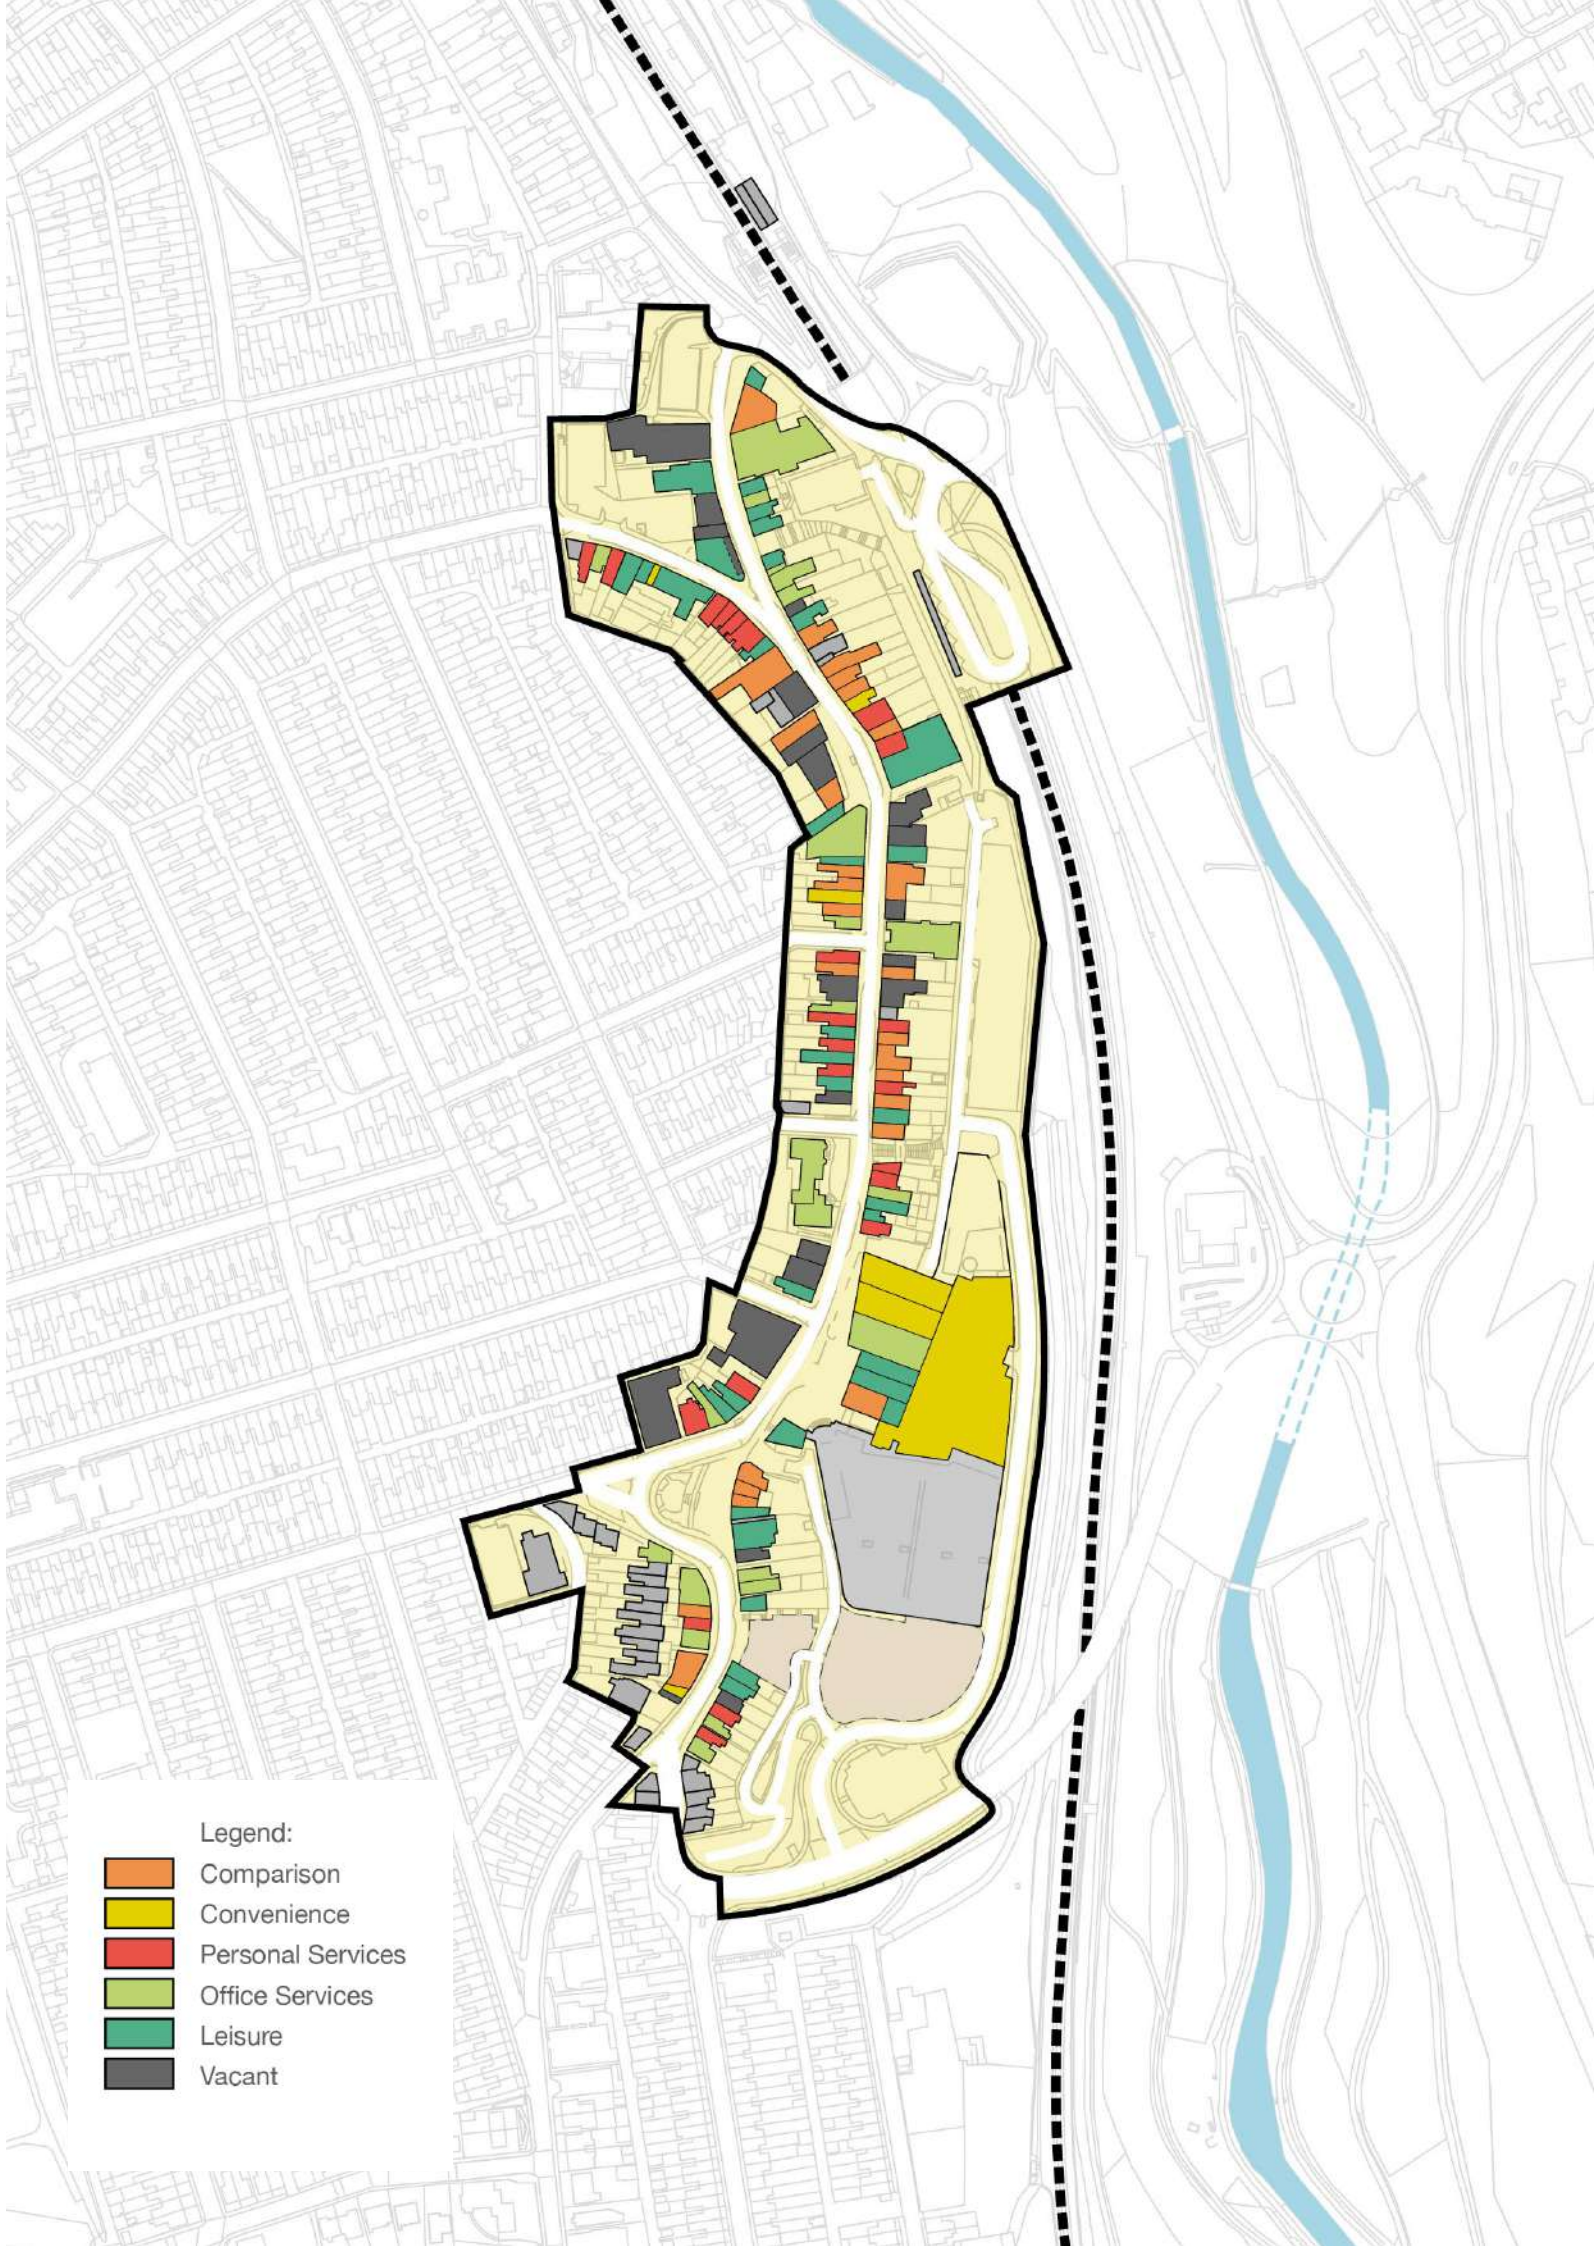 Legend:
Comparison
Convenience
Personal Services
Office Services
Leisure
Vacant